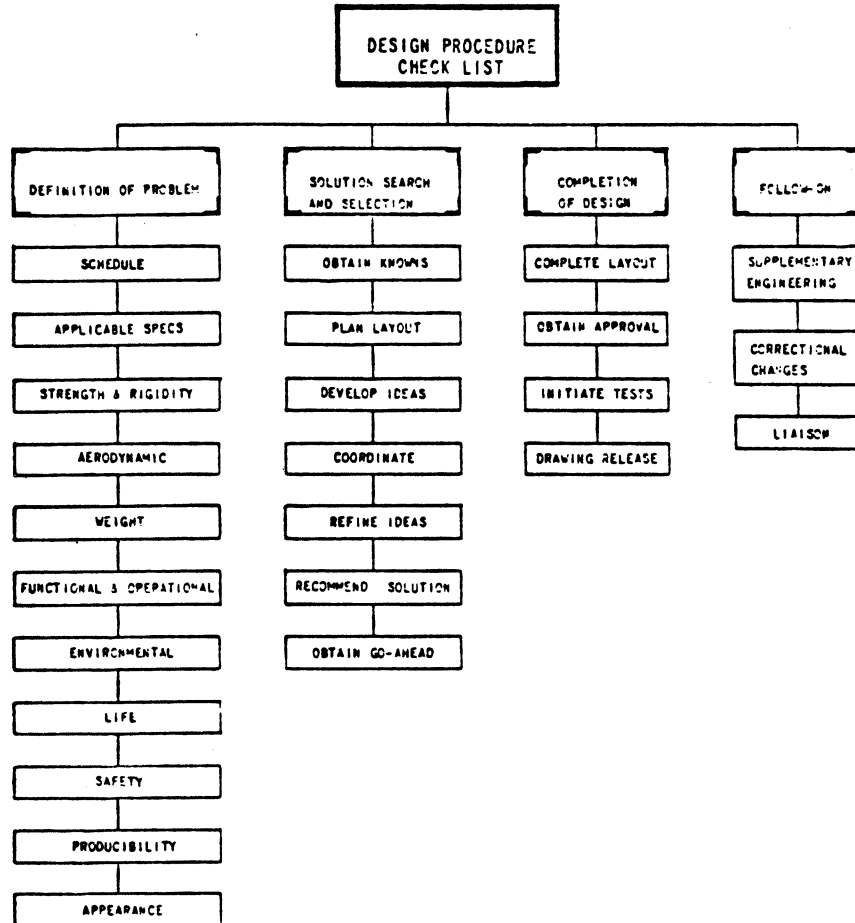 DESIGN PROCEDURE
CHECK LIST
DEFINITION OF PROBLEM
SCHEDULE
APPLICABLE SPECS
STRENGTH & RIGIDITY
AERODYNAMIC
WEIGHT
FUNCTIONAL & OPERATIONAL
ENVIRONMENTAL
LIFE
SAFETY
PRODUCIBILITY
APPEARANCE
SOLUTION SEARCH
AND SELECTION
OBTAIN KNOWNS
PLAN LAYOUT
DEVELOP IDEAS
COORDINATE
REFINE IDEAS
RECOMMEND SOLUTION
OBTAIN GO-AHEAD
COMPLETION
OF DESIGN
COMPLETE LAYOUT
OBTAIN APPROVAL
INITIATE TESTS
DRAWING RELEASE
FOLLOW-ON
SUPPLEMENTARY
ENGINEERING
CORRECTIONAL
CHANGES
LIAISON